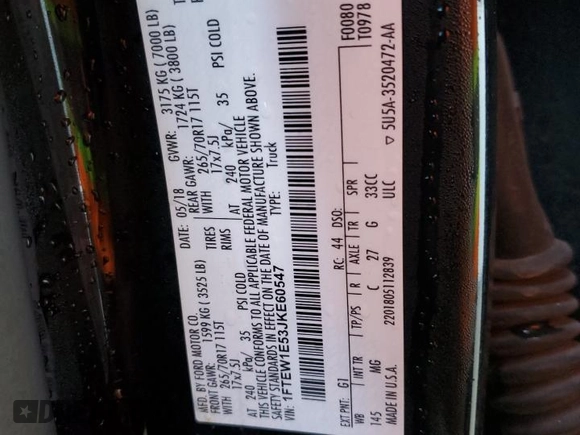 MFD. BY FORD MOTOR CO.
DATE: 05/18 GVWR: 3175 KG ( 7000 LB)
FRONT GAWR: 1599 KG ( 3525 LB) REAR GAWR: 1724 KG ( 3800 LB)
265/70R17 115T TIRES WITH 265/70R17 115T
17x7.5J RIMS 17x7.5J
AT 240 kPa/ 35 PSI COLD AT 240 kPa/ 35 PSI COLD
THIS VEHICLE CONFORMS TO ALL APPLICABLE FEDERAL MOTOR VEHICLE
SAFETY STANDARDS IN EFFECT ON THE DATE OF MANUFACTURE SHOWN ABOVE.
VIN: 1FTEW1E53JKE60547 TYPE: Truck
F0080
T0978
EXT PNT: G1 RC: 44 DSO:
WB INT TR TP/PS R AXLE TR SPR
145 MG C 27 G 33CC
ULC
MADE IN U.S.A. 2201805112839
5U5A-3520472-AA